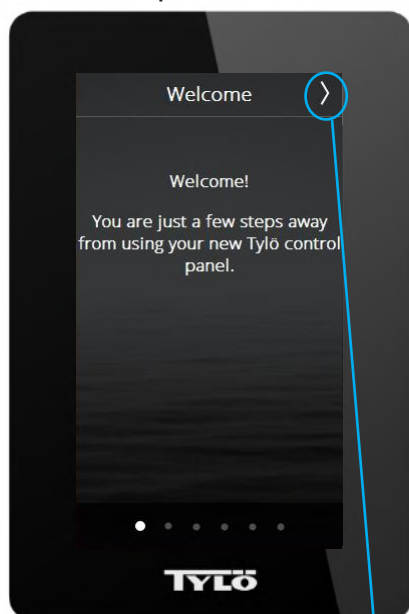 Welcome
Welcome!
You are just a few steps away
from using your new Tylö control
panel.
TYLÖ